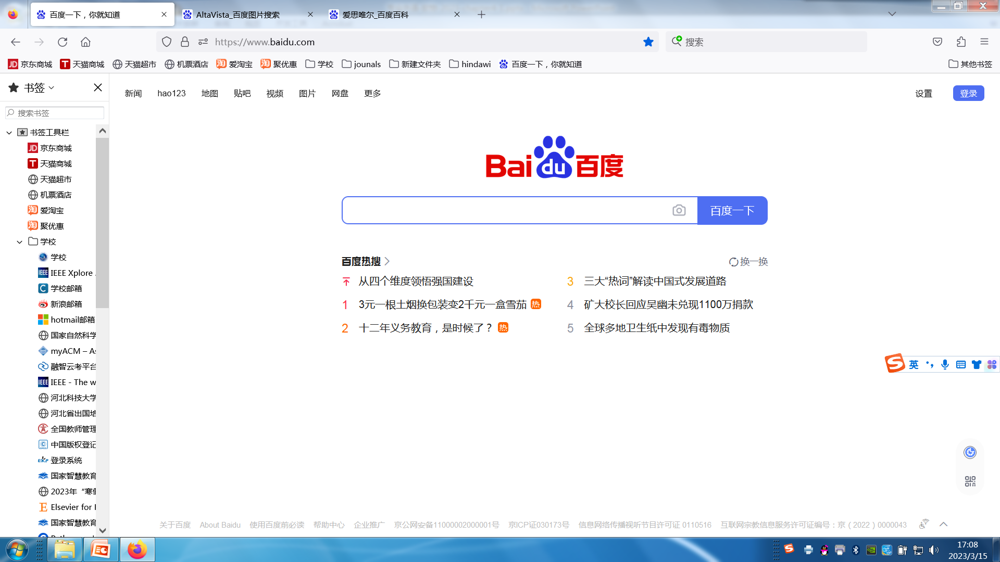 百度一下，你就知道
AltaVista_百度图片搜索
爱思唯尔_百度百科
https://www.baidu.com
搜索
京东商城
天猫商城
天猫超市
机票酒店
爱淘宝
聚优惠
学校
jounals
新建文件夹
hindawi
百度一下，你就知道
其他书签
书签
搜索书签
书签工具栏
京东商城
天猫商城
天猫超市
机票酒店
爱淘宝
聚优惠
学校
学校
IEEE Xplore
学校邮箱
新浪邮箱
hotmail邮箱
国家自然科学
myACM – As
融智云考平台
IEEE - The w
河北科技大学
河北省出国培
全国教师管理
中国版权登记
登录系统
国家智慧教育
2023年“寒假
Elsevier for
国家智慧教育
新闻 hao123 地图 贴吧 视频 图片 网盘 更多
设置
登录
Baidu百度
百度一下
百度热搜
换一换
从四个维度领悟强国建设
1 3元一根土烟换包装变2千元一盒雪茄 热
2 十二年义务教育，是时候了？ 热
3 三大“热词”解读中国式发展道路
4 矿大校长回应吴幽未兑现1100万捐款
5 全球多地卫生纸中发现有毒物质
英
关于百度 About Baidu 使用百度前必读 帮助中心 企业推广 京公网安备11000002000001号 京ICP证030173号 信息网络传播视听节目许可证 0110516 互联网宗教信息服务许可证编号：京（2022）0000043
17:08
2023/3/15